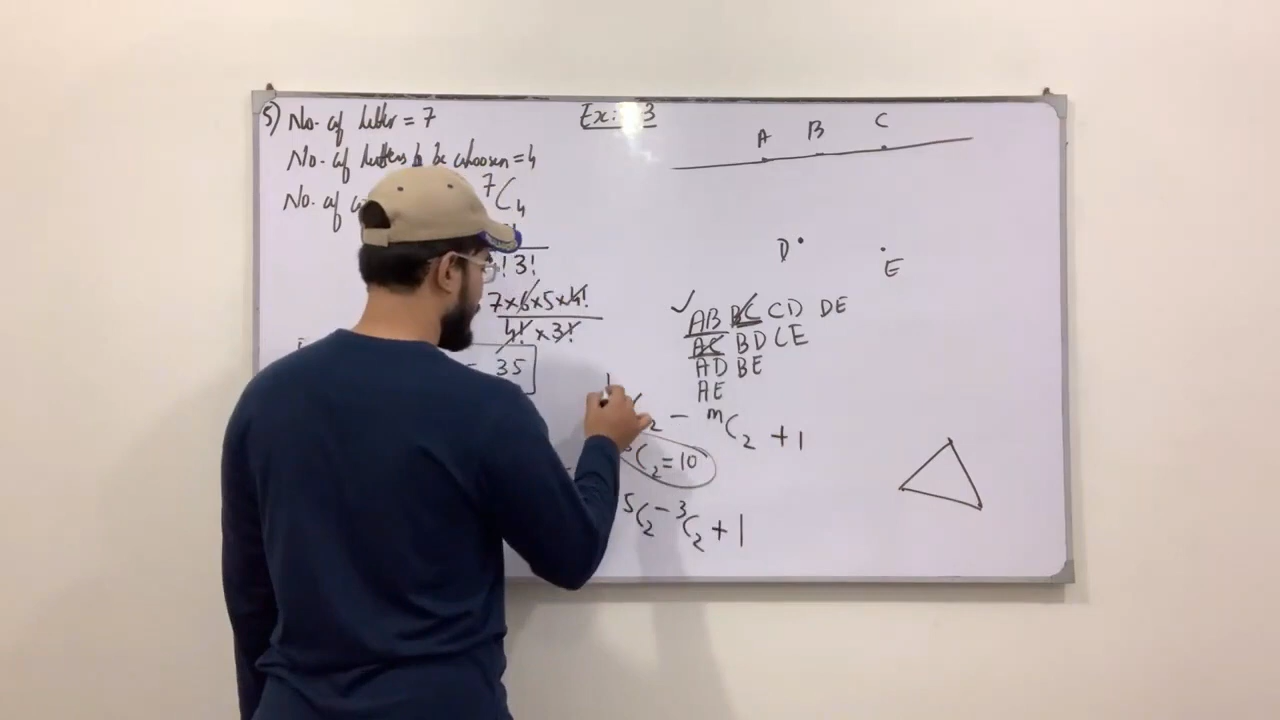 5) No. of letter = 7
No. of letters to be choosen = 4
No. of
⁷C₄
! 3!
7×6×5×4!
4! × 3!
= 35
Ex: 3
A B C
D
E
✓ AB BC CD DE
AC BD CE
AD BE
AE
C₂ - ᵐC₂ + 1
C₂ = 10
⁵C₂ - ³C₂ + 1